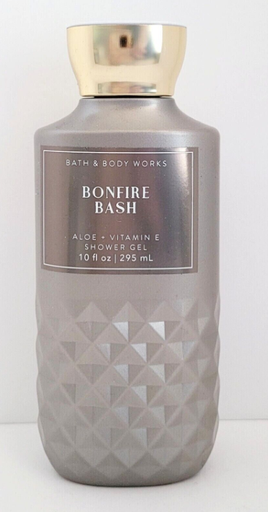 BATH & BODY WORKS
BONFIRE
BASH
ALOE + VITAMIN E
SHOWER GEL
10 fl oz | 295 mL